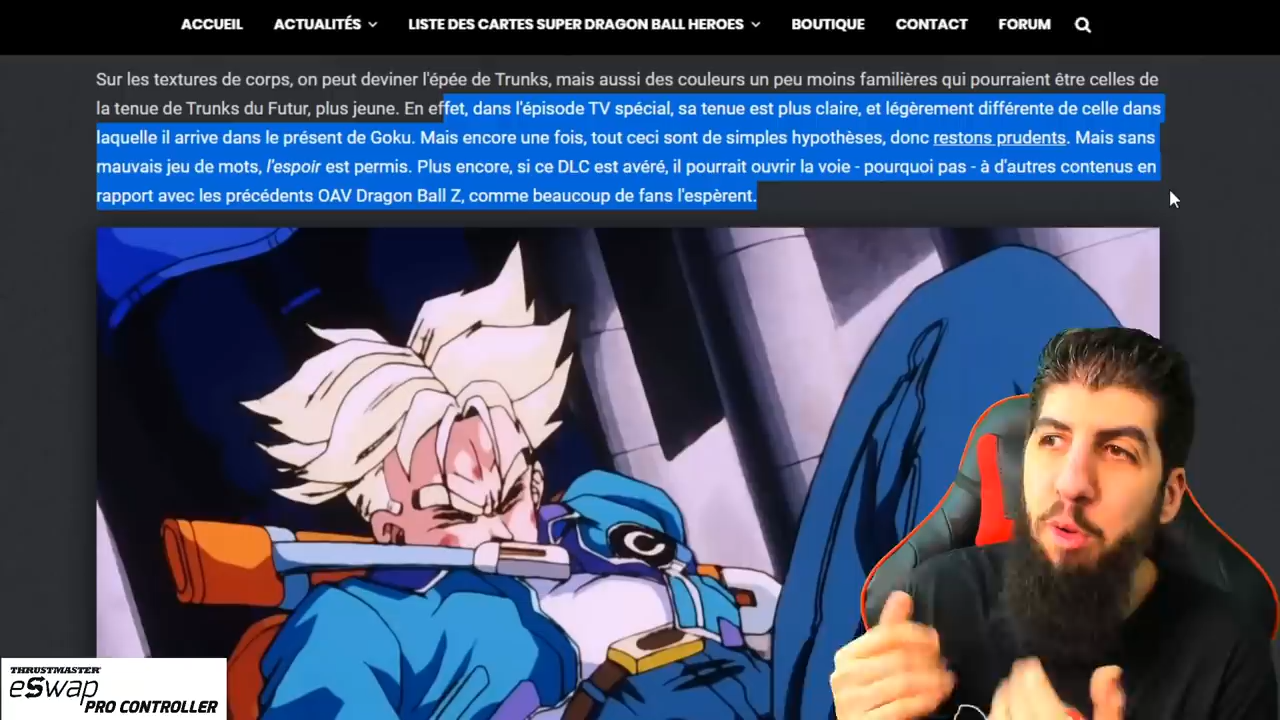 ACCUEIL ACTUALITÉS LISTE DES CARTES SUPER DRAGON BALL HEROES BOUTIQUE CONTACT FORUM
Sur les textures de corps, on peut deviner l'épée de Trunks, mais aussi des couleurs un peu moins familières qui pourraient être celles de
la tenue de Trunks du Futur, plus jeune. En effet, dans l'épisode TV spécial, sa tenue est plus claire, et légèrement différente de celle dans
laquelle il arrive dans le présent de Goku. Mais encore une fois, tout ceci sont de simples hypothèses, donc restons prudents. Mais sans
mauvais jeu de mots, l'espoir est permis. Plus encore, si ce DLC est avéré, il pourrait ouvrir la voie - pourquoi pas - à d'autres contenus en
rapport avec les précédents OAV Dragon Ball Z, comme beaucoup de fans l'espèrent.
THRUSTMASTER
eSwap
PRO CONTROLLER